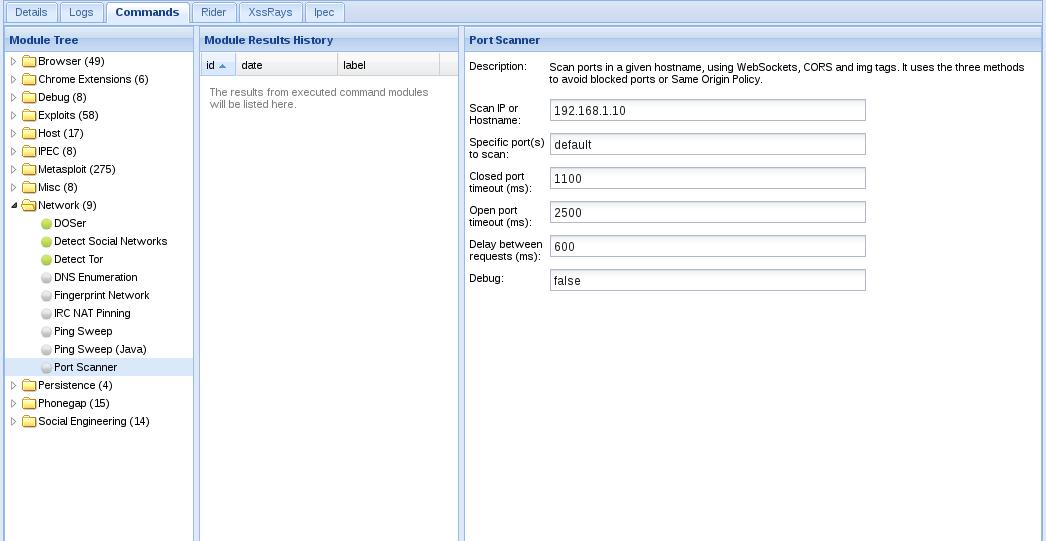 Details Logs Commands Rider XssRays Ipec
Module Tree
Browser (49)
Chrome Extensions (6)
Debug (8)
Exploits (58)
Host (17)
IPEC (8)
Metasploit (275)
Misc (8)
Network (9)
DOSer
Detect Social Networks
Detect Tor
DNS Enumeration
Fingerprint Network
IRC NAT Pinning
Ping Sweep
Ping Sweep (Java)
Port Scanner
Persistence (4)
Phonegap (15)
Social Engineering (14)
Module Results History
id date label
The results from executed command modules
will be listed here.
Port Scanner
Description: Scan ports in a given hostname, using WebSockets, CORS and img tags. It uses the three methods
to avoid blocked ports or Same Origin Policy.
Scan IP or
Hostname:
192.168.1.10
Specific port(s)
to scan:
default
Closed port
timeout (ms):
1100
Open port
timeout (ms):
2500
Delay between
requests (ms):
600
Debug:
false